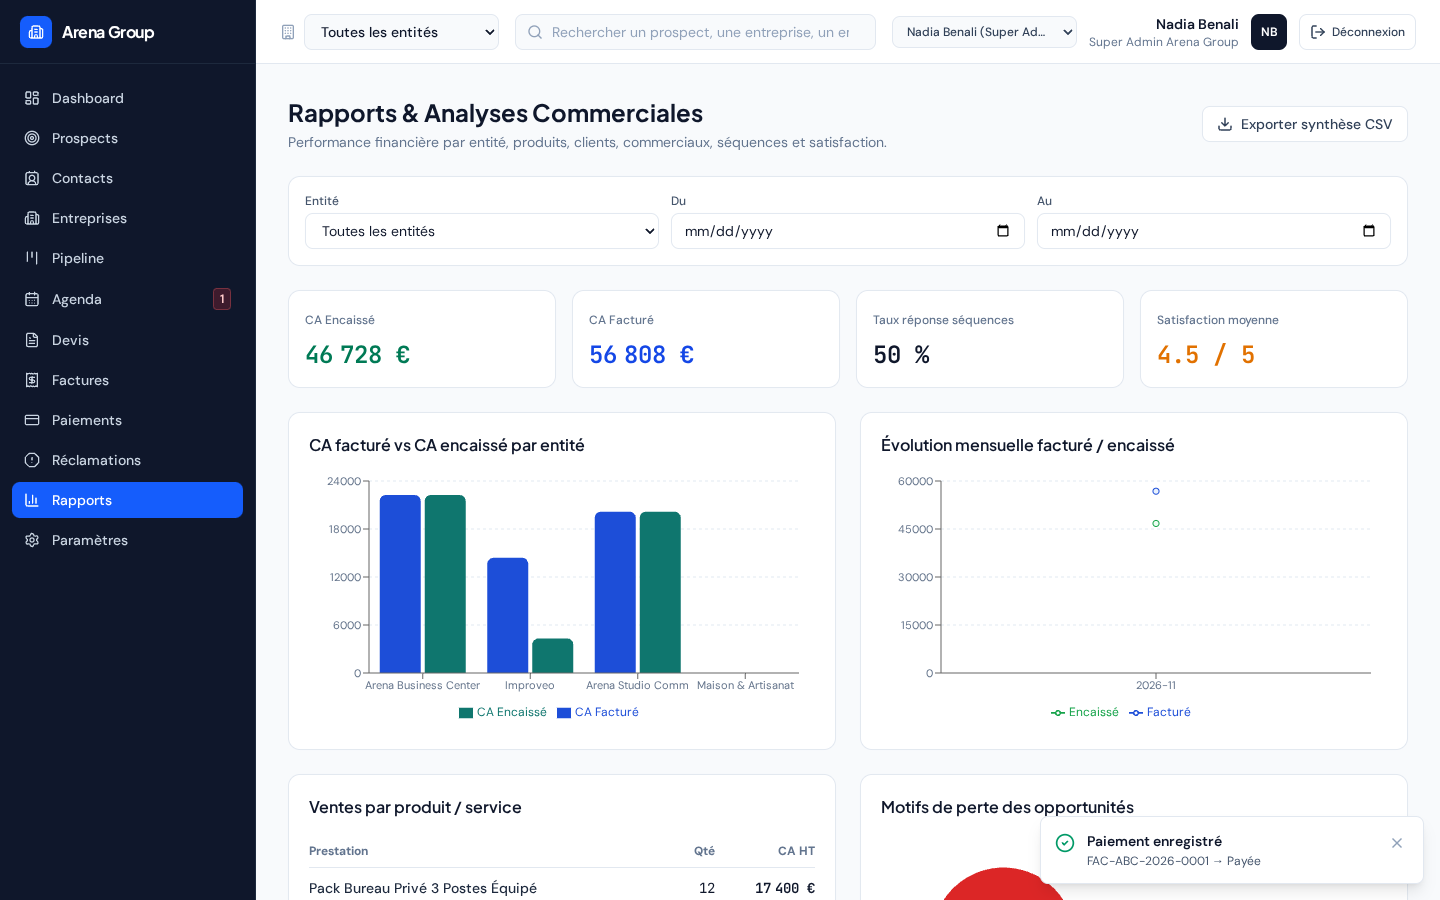 Arena Group
Toutes les entités
Rechercher un prospect, une entreprise, un er
Nadia Benali (Super Ad...
Nadia Benali
Super Admin Arena Group
NB
Déconnexion
Dashboard
Prospects
Contacts
Entreprises
Pipeline
Agenda
1
Devis
Factures
Paiements
Réclamations
Rapports
Paramètres
Rapports & Analyses Commerciales
Performance financière par entité, produits, clients, commerciaux, séquences et satisfaction.
Exporter synthèse CSV
Entité
Du
Au
Toutes les entités
mm/dd/yyyy
mm/dd/yyyy
CA Encaissé
46 728 €
CA Facturé
56 808 €
Taux réponse séquences
50 %
Satisfaction moyenne
4.5 / 5
CA facturé vs CA encaissé par entité
24000
18000
12000
6000
0
Arena Business Center
Improveo
Arena Studio Comm
Maison & Artisanat
CA Encaissé
CA Facturé
Évolution mensuelle facturé / encaissé
60000
45000
30000
15000
0
2026-11
Encaissé
Facturé
Ventes par produit / service
Prestation
Qté
CA HT
Pack Bureau Privé 3 Postes Équipé
12
17 400 €
Motifs de perte des opportunités
Paiement enregistré
FAC-ABC-2026-0001 → Payée